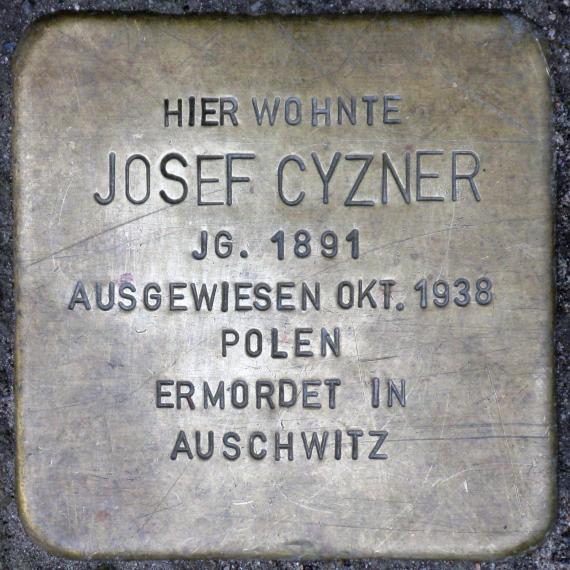 HIER WOHNTE
JOSEF CYZNER
JG. 1891
AUSGEWIESEN OKT. 1938
POLEN
ERMORDET IN
AUSCHWITZ